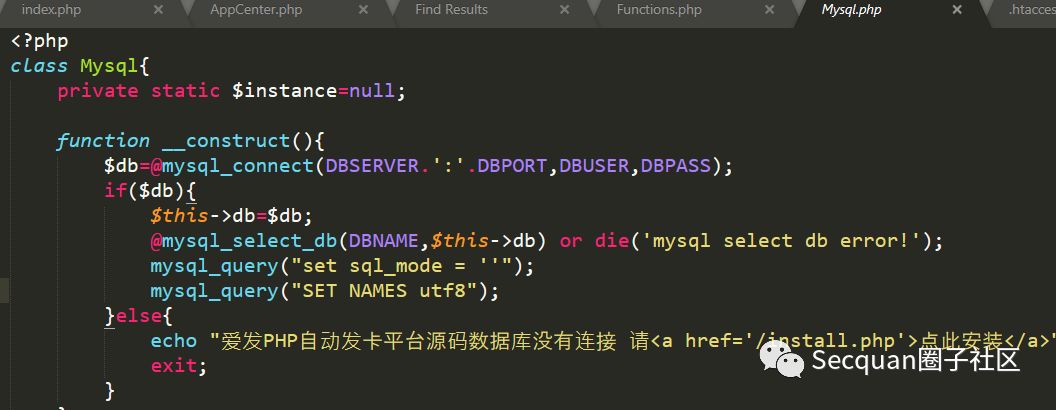 index.php × AppCenter.php × Find Results × Functions.php × Mysql.php × .htacces
<?php
class Mysql{
private static $instance=null;
function __construct(){
$db=@mysql_connect(DBSERVER.':'.DBPORT,DBUSER,DBPASS);
if($db){
$this->db=$db;
@mysql_select_db(DBNAME,$this->db) or die('mysql select db error!');
mysql_query("set sql_mode = ''");
mysql_query("SET NAMES utf8");
}else{
echo "爱发PHP自动发卡平台源码数据库没有连接 请<a href='/install.php'>点此安装</a>"
exit;
}
Secquan圈子社区